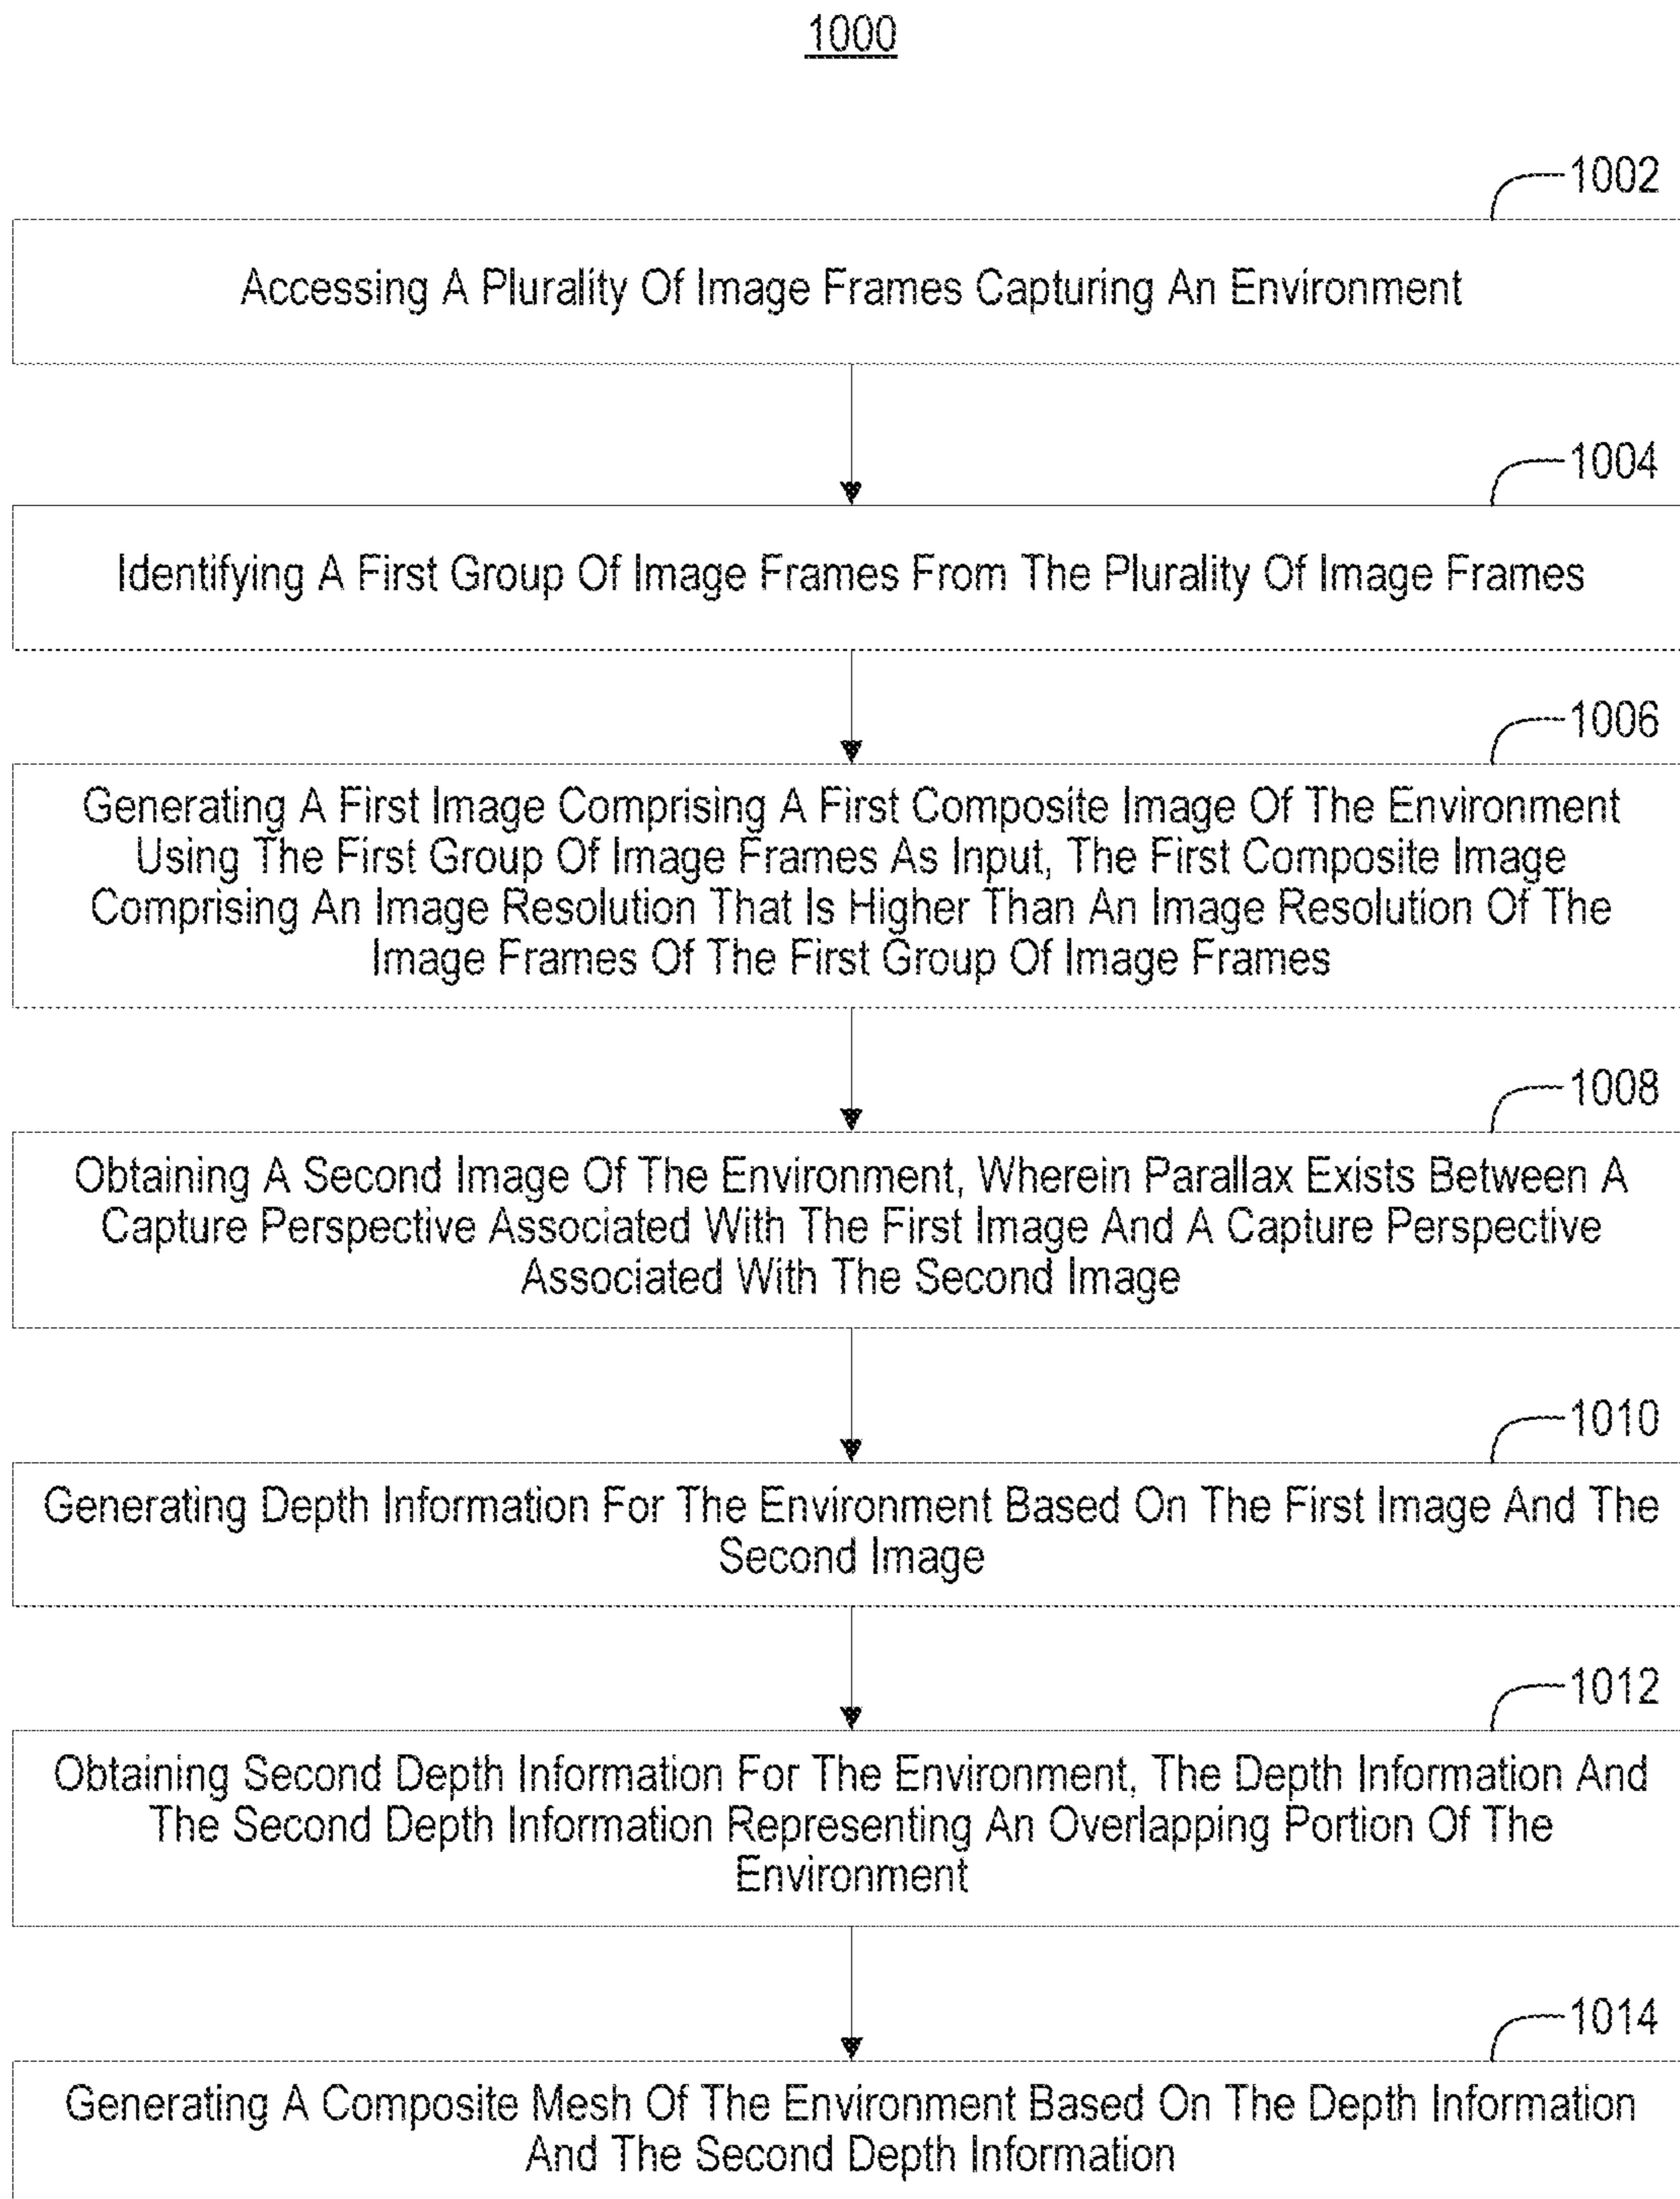 1000
1002
Accessing A Plurality Of Image Frames Capturing An Environment
1004
Identifying A First Group Of Image Frames From The Plurality Of Image Frames
1006
Generating A First Image Comprising A First Composite Image Of The Environment
Using The First Group Of Image Frames As Input, The First Composite Image
Comprising An Image Resolution That Is Higher Than An Image Resolution Of The
Image Frames Of The First Group Of Image Frames
1008
Obtaining A Second Image Of The Environment, Wherein Parallax Exists Between A
Capture Perspective Associated With The First Image And A Capture Perspective
Associated With The Second Image
1010
Generating Depth Information For The Environment Based On The First Image And The
Second Image
1012
Obtaining Second Depth Information For The Environment, The Depth Information And
The Second Depth Information Representing An Overlapping Portion Of The
Environment
1014
Generating A Composite Mesh Of The Environment Based On The Depth Information
And The Second Depth Information